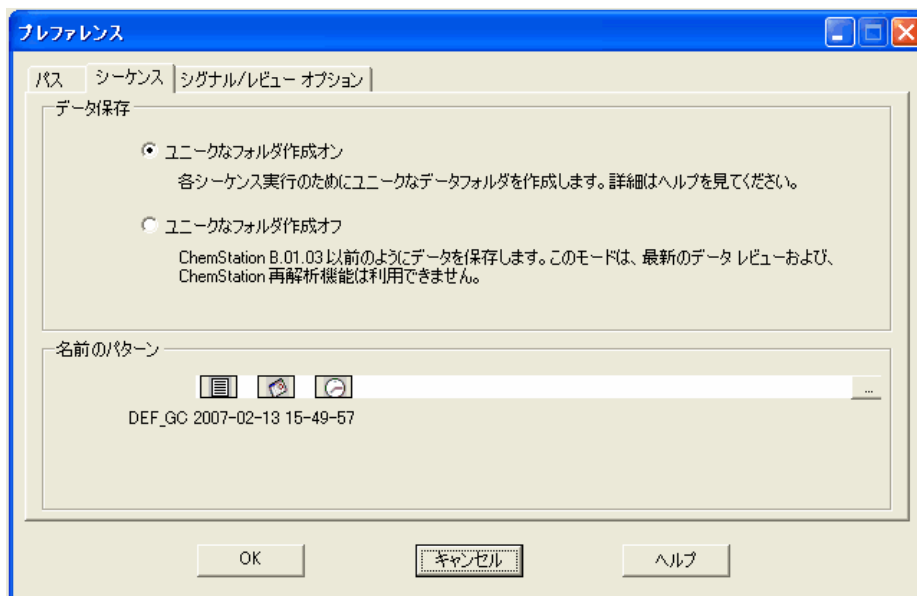 プレファレンス
パス シーケンス シグナル/レビュー オプション
データ保存
ユニークなフォルダ作成オン
各シーケンス実行のためにユニークなデータフォルダを作成します。詳細はヘルプを見てください。
ユニークなフォルダ作成オフ
ChemStation B.01.03 以前のようにデータを保存します。このモードは、最新のデータ レビューおよび、
ChemStation 再解析機能は利用できません。
名前のパターン
...
DEF_GC 2007-02-13 15-49-57
OK キャンセル ヘルプ